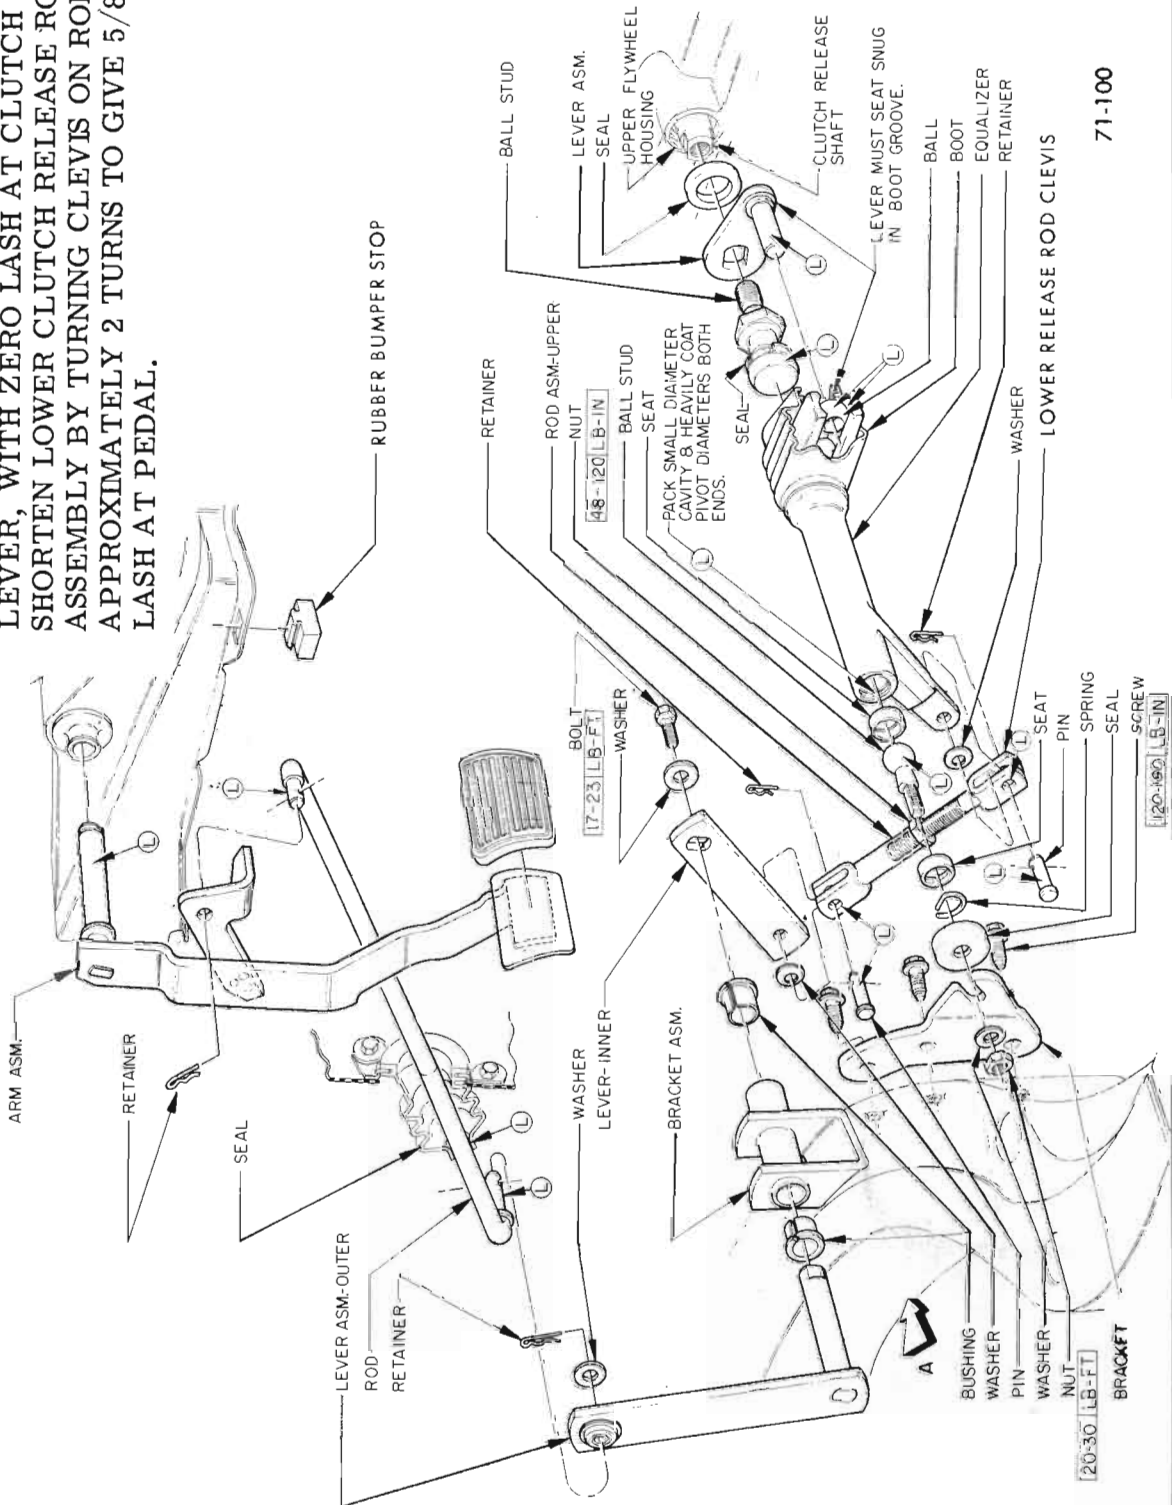 LEVER, WITH ZERO LASH AT CLUTCH
SHORTEN LOWER CLUTCH RELEASE RO
ASSEMBLY BY TURNING CLEVIS ON RO
APPROXIMATELY 2 TURNS TO GIVE 5/8
LASH AT PEDAL.
ARM ASM.
RETAINER
SEAL
LEVER ASM.-OUTER
ROD
RETAINER
RUBBER BUMPER STOP
BOLT
17-23 LB-FT
WASHER
WASHER
LEVER-INNER
BRACKET ASM.
RETAINER
ROD ASM-UPPER
NUT
48-120 LB-IN
BALL STUD
SEAT
PACK SMALL DIAMETER
CAVITY & HEAVILY COAT
PIVOT DIAMETERS BOTH
ENDS.
SEAL
BALL STUD
LEVER ASM.
SEAL
UPPER FLYWHEEL
HOUSING
CLUTCH RELEASE
SHAFT
LEVER MUST SEAT SNUG
IN BOOT GROOVE.
BALL
BOOT
EQUALIZER
RETAINER
WASHER
LOWER RELEASE ROD CLEVIS
SEAT
PIN
SPRING
SEAL
SCREW
LB-IN
A
BUSHING
WASHER
PIN
WASHER
NUT
20-30 LB-FT
BRACKET
L
L
L
L
L
L
L
L
L
L
L
L
L
71-100